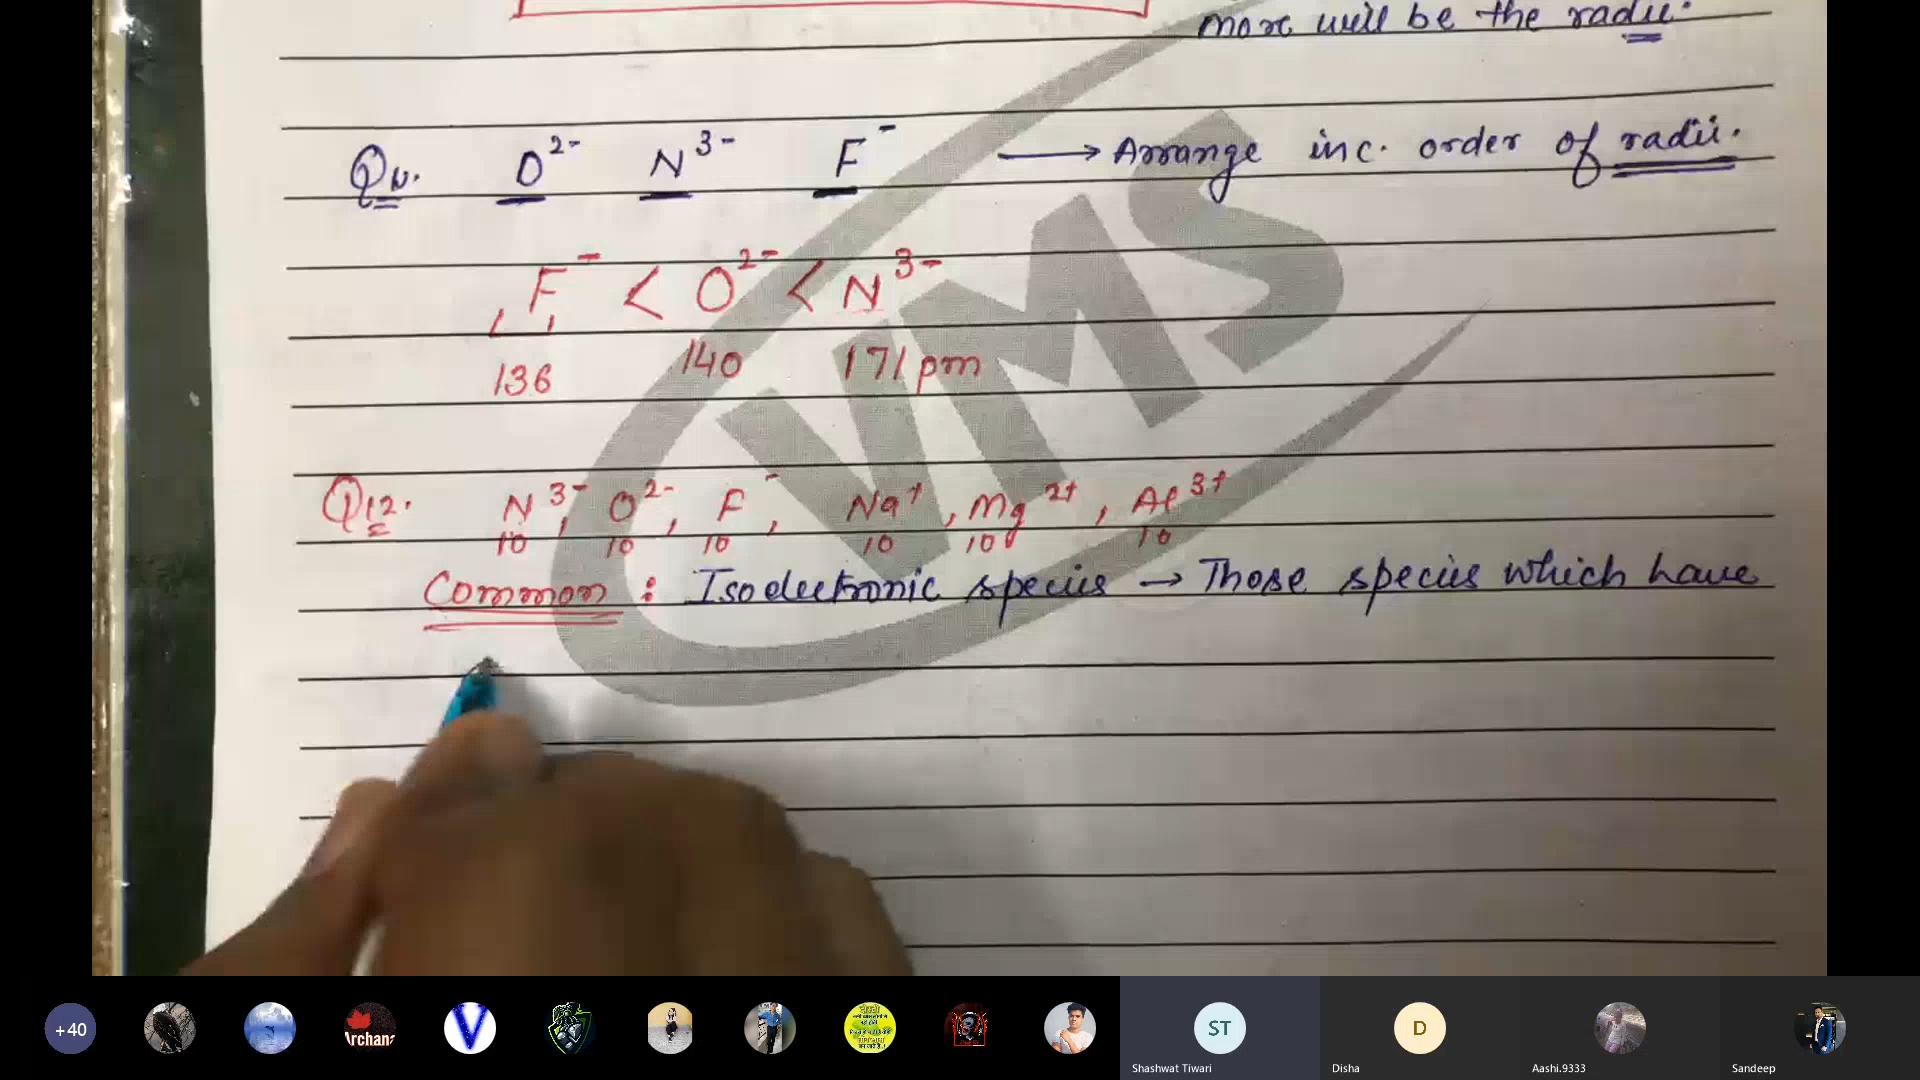 more will be the radii.
Qn. O²⁻ N³⁻ F⁻ → Arrange inc. order of radii.
F⁻ < O²⁻ < N³⁻
136 140 171 pm
VMS
Q12. N³⁻, O²⁻, F⁻, Na⁺, Mg²⁺, Al³⁺
10 10 10 10 10 10
Common : Isoelectronic species → Those species which have
+40
Archana
V
ST
D
Shashwat Tiwari
Disha
Aashi.9333
Sandeep